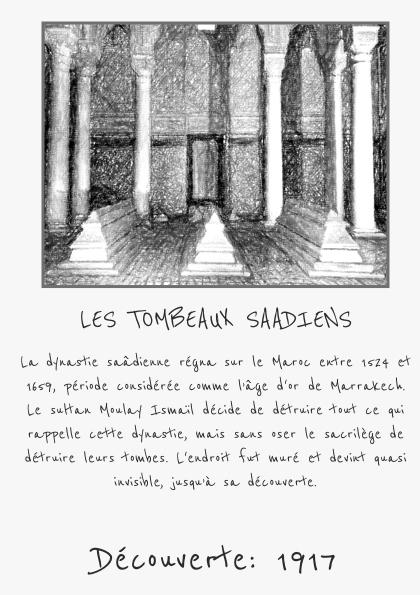 LES TOMBEAUX SAADIENS
La dynastie saâdienne régna sur le Maroc entre 1524 et
1659, période considérée comme l'âge d'or de Marrakech.
Le sultan Moulay Ismaïl décide de détruire tout ce qui
rappelle cette dynastie, mais sans oser le sacrilège de
détruire leurs tombes. L'endroit fut muré et devint quasi
invisible, jusqu'à sa découverte.
Découverte: 1917